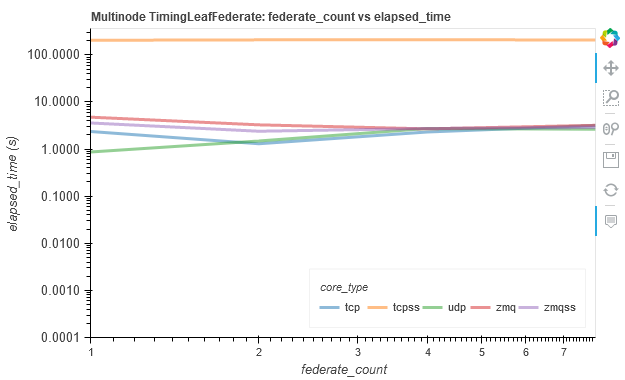 Multinode TimingLeafFederate: federate_count vs elapsed_time
elapsed_time (s)
100.0000
10.0000
1.0000
0.1000
0.0100
0.0010
0.0001
core_type
tcp tcpss udp zmq zmqss
1 2 3 4 5 6 7
federate_count